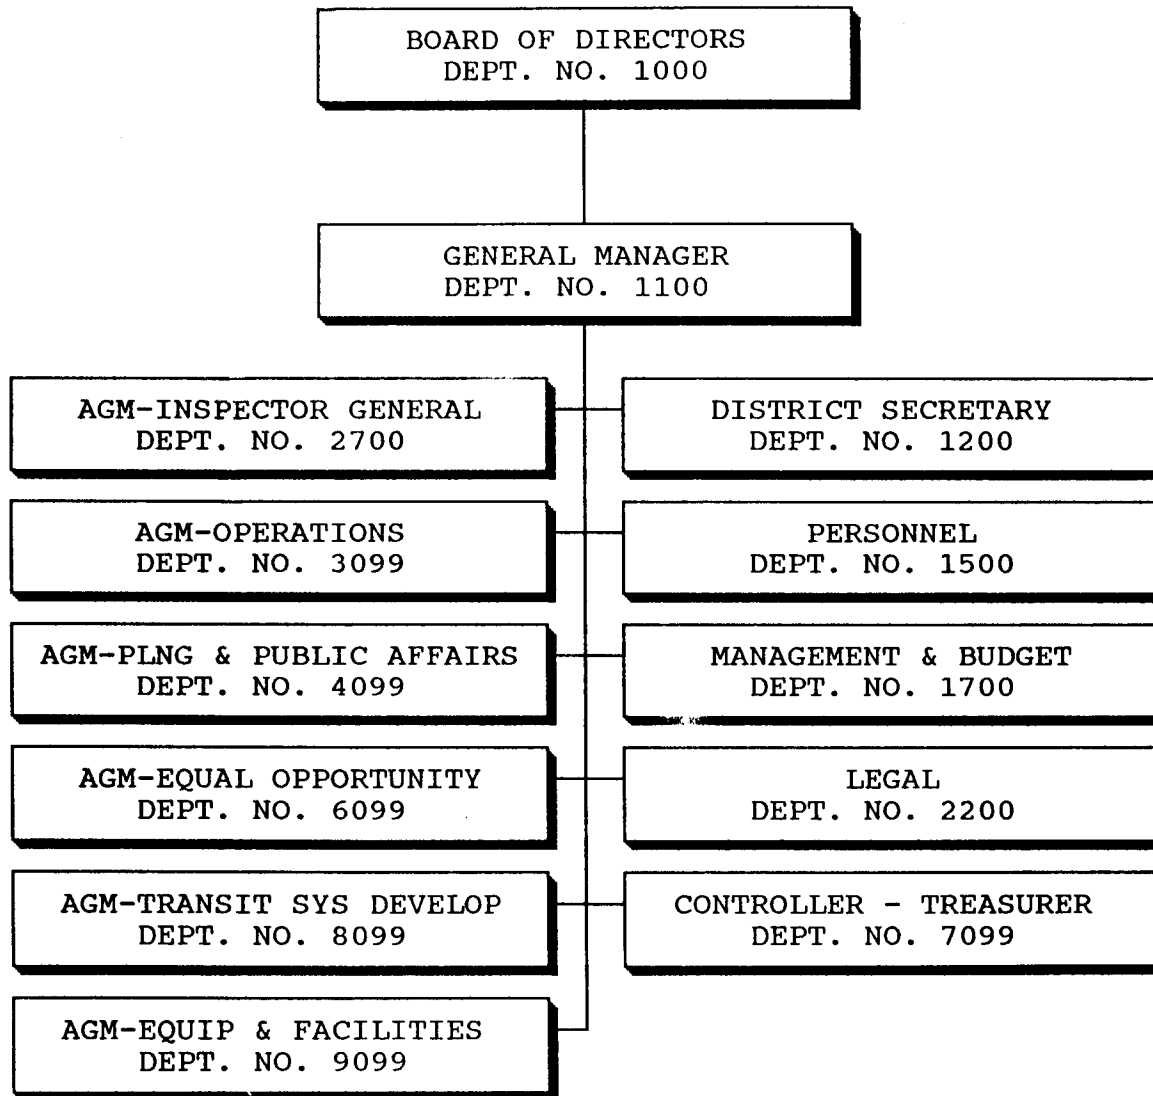 BOARD OF DIRECTORS
DEPT. NO. 1000
GENERAL MANAGER
DEPT. NO. 1100
AGM-INSPECTOR GENERAL
DEPT. NO. 2700
DISTRICT SECRETARY
DEPT. NO. 1200
AGM-OPERATIONS
DEPT. NO. 3099
PERSONNEL
DEPT. NO. 1500
AGM-PLNG & PUBLIC AFFAIRS
DEPT. NO. 4099
MANAGEMENT & BUDGET
DEPT. NO. 1700
AGM-EQUAL OPPORTUNITY
DEPT. NO. 6099
LEGAL
DEPT. NO. 2200
AGM-TRANSIT SYS DEVELOP
DEPT. NO. 8099
CONTROLLER - TREASURER
DEPT. NO. 7099
AGM-EQUIP & FACILITIES
DEPT. NO. 9099